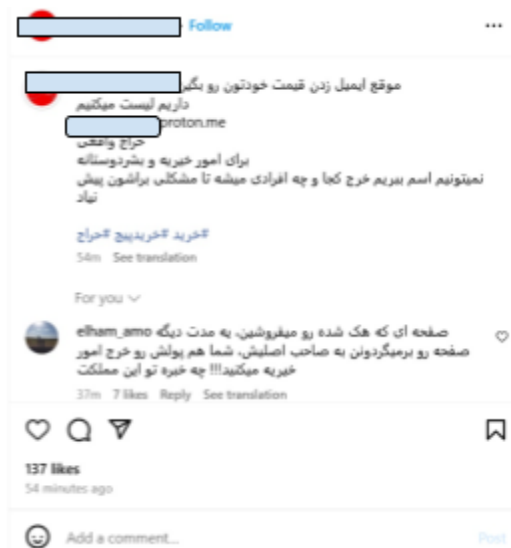 Follow
موقع ایمیل زدن قیمت خودتون رو
داریم لیست میکنیم
proton.me
حراج واقعی
برای امور خیریه و بشردوستانه
نمیتونیم اسم ببریم خرج کجا و چه افرادی میشه تا مشکلی براشون پیش
نیاد
#خرید #خریدپیج #حراج
54m See translation
For you
elham_amo صفحه ای که هک شده رو میفروشین، یه مدت دیگه
صفحه رو برمیگردونن به صاحب اصلیش، شما هم پولش رو خرج امور
خیریه میکنید!!! چه خبره تو این مملکت
37m 7 likes Reply See translation
137 likes
54 minutes ago
Add a comment...
Post